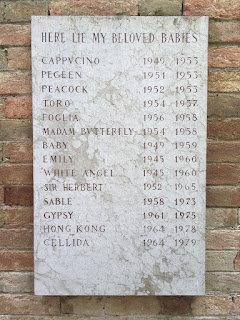 HERE LIE MY BELOVED BABIES
CAPPUCINO 1949 1953
PEGEEN 1951 1953
PEACOCK 1952 1953
TORO 1954 1957
FOGLIA 1956 1958
MADAM BUTTERFLY 1954 1958
BABY 1949 1959
EMILY 1945 1960
WHITE ANGEL 1945 1960
SIR HERBERT 1952 1965
SABLE 1958 1973
GYPSY 1961 1975
HONG KONG 1964 1978
CELLIDA 1964 1979